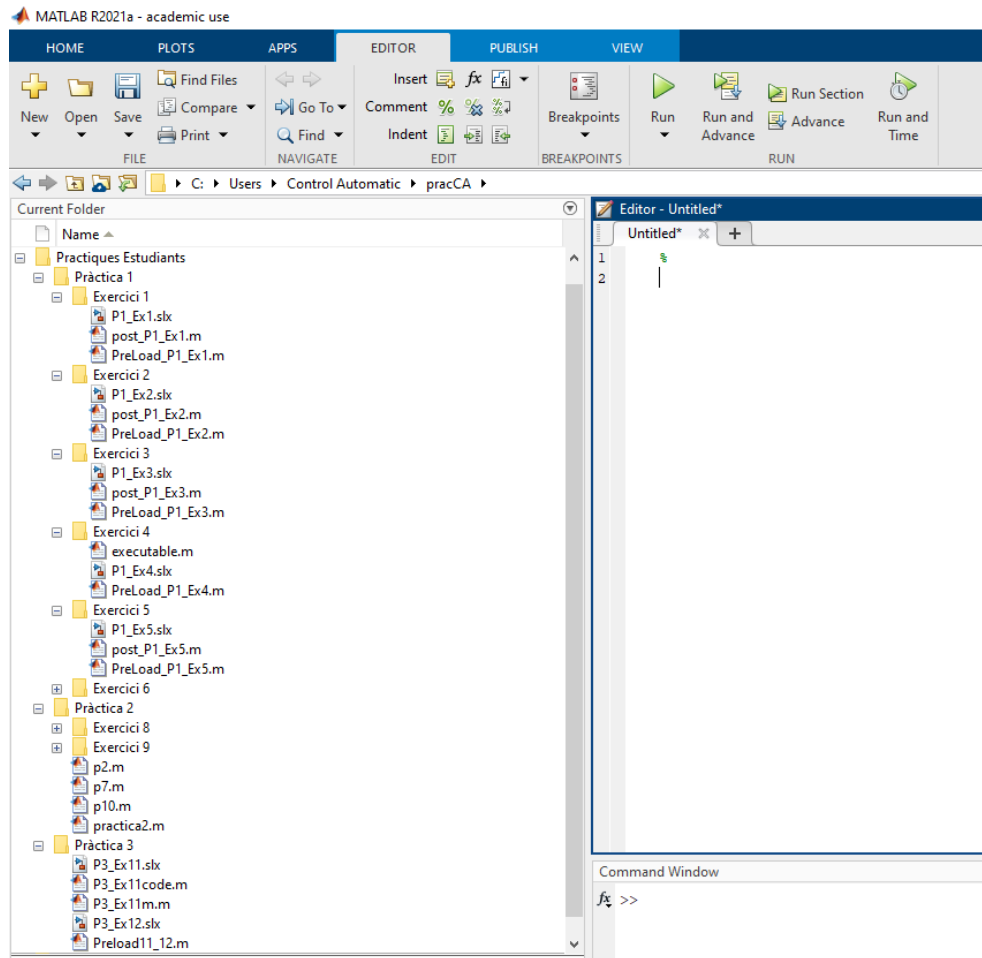 MATLAB R2021a - academic use
HOME PLOTS APPS EDITOR PUBLISH VIEW
New Open Save Find Files Compare Print FILE
Go To Find NAVIGATE
Insert fx Comment % Indent EDIT
Breakpoints BREAKPOINTS
Run Run and Advance Run Section Advance Run and Time RUN
C: Users Control Automatic pracCA
Current Folder
Name
Practiques Estudiants
Pràctica 1
Exercici 1
P1_Ex1.slx
post_P1_Ex1.m
PreLoad_P1_Ex1.m
Exercici 2
P1_Ex2.slx
post_P1_Ex2.m
PreLoad_P1_Ex2.m
Exercici 3
P1_Ex3.slx
post_P1_Ex3.m
PreLoad_P1_Ex3.m
Exercici 4
executable.m
P1_Ex4.slx
PreLoad_P1_Ex4.m
Exercici 5
P1_Ex5.slx
post_P1_Ex5.m
PreLoad_P1_Ex5.m
Exercici 6
Pràctica 2
Exercici 8
Exercici 9
p2.m
p7.m
p10.m
practica2.m
Pràctica 3
P3_Ex11.slx
P3_Ex11code.m
P3_Ex11m.m
P3_Ex12.slx
Preload11_12.m
Editor - Untitled*
Untitled* +
1 %
2
Command Window
fx >>